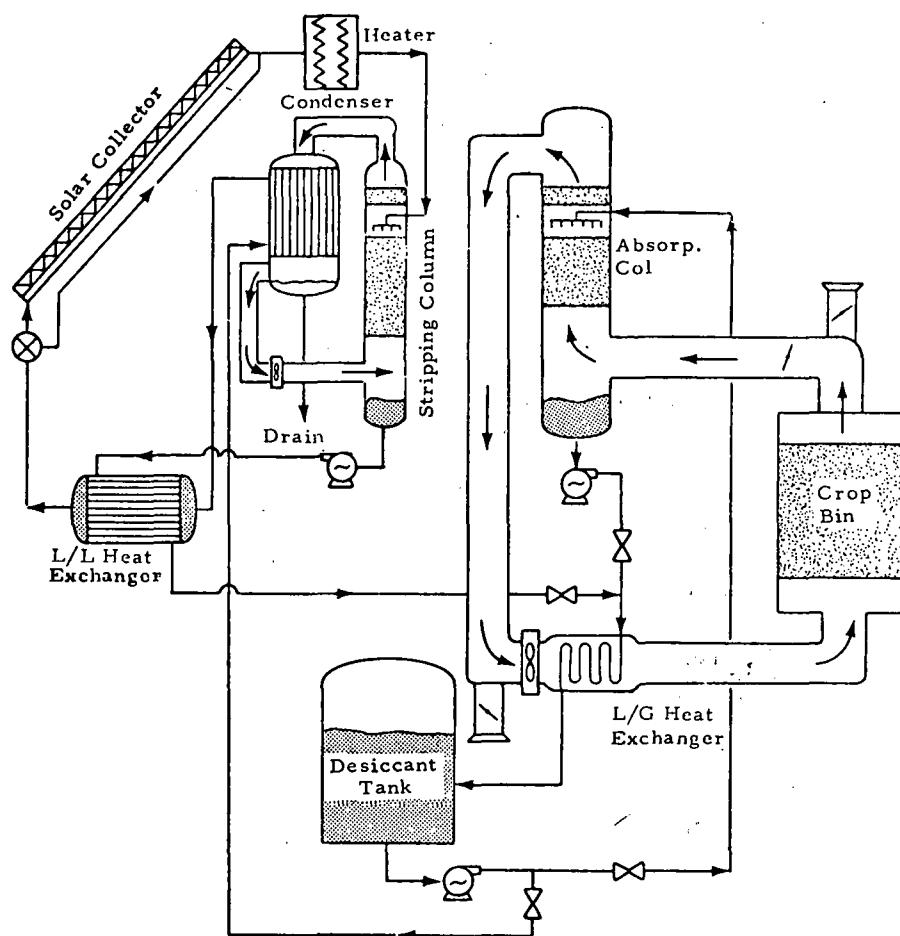 Heater
Condenser
Solar Collector
Stripping Column
Absorp.
Col
Drain
Crop
Bin
L/L Heat
Exchanger
L/G Heat
Exchanger
Desiccant
Tank